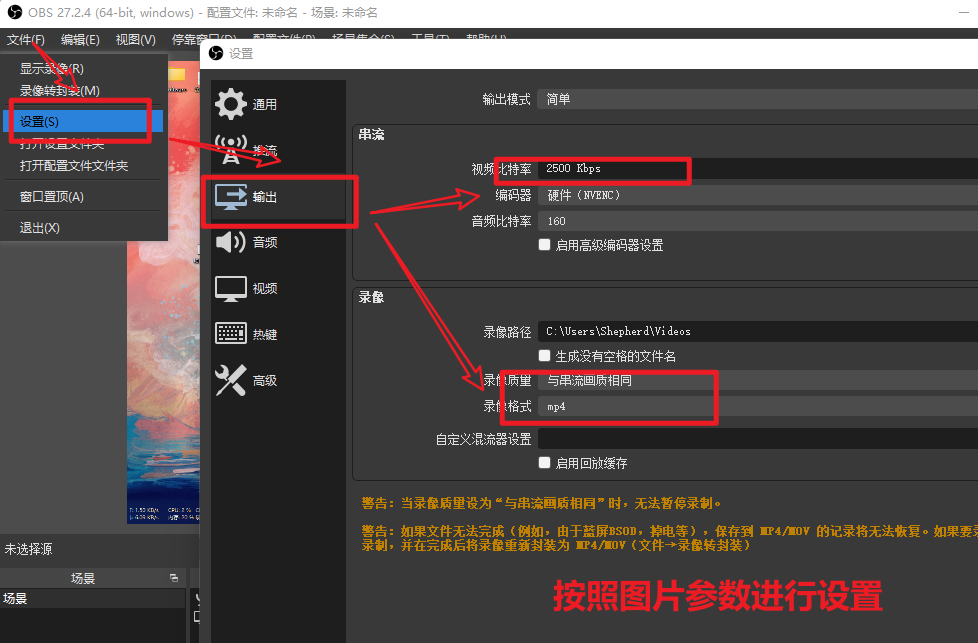 OBS 27.2.4 (64-bit, windows) - 配置文件: 未命名 - 场景: 未命名
文件(F) 编辑(E) 视图(V) 停靠窗口(D) 配置文件(P) 场景集合(S) 工具(T) 帮助(H)
显示录像(R)
录像转封装(M)
设置(S)
打开设置文件夹
打开配置文件文件夹
窗口置顶(A)
退出(X)
设置
通用
推流
输出
音频
视频
热键
高级
输出模式 简单
串流
视频比特率 2500 Kbps
编码器 硬件（NVENC）
音频比特率 160
启用高级编码器设置
录像
录像路径 C:\Users\Shepherd\Videos
生成没有空格的文件名
录像质量 与串流画质相同
录像格式 mp4
自定义混流器设置
启用回放缓存
警告：当录像质量设为“与串流画质相同”时，无法暂停录制。
警告：如果文件无法完成（例如，由于蓝屏BSOD，掉电等），保存到 MP4/MOV 的记录将无法恢复。如果要录
录制，并在完成后将录像重新封装为 MP4/MOV（文件→录像转封装）
按照图片参数进行设置
未选择源
场景
场景